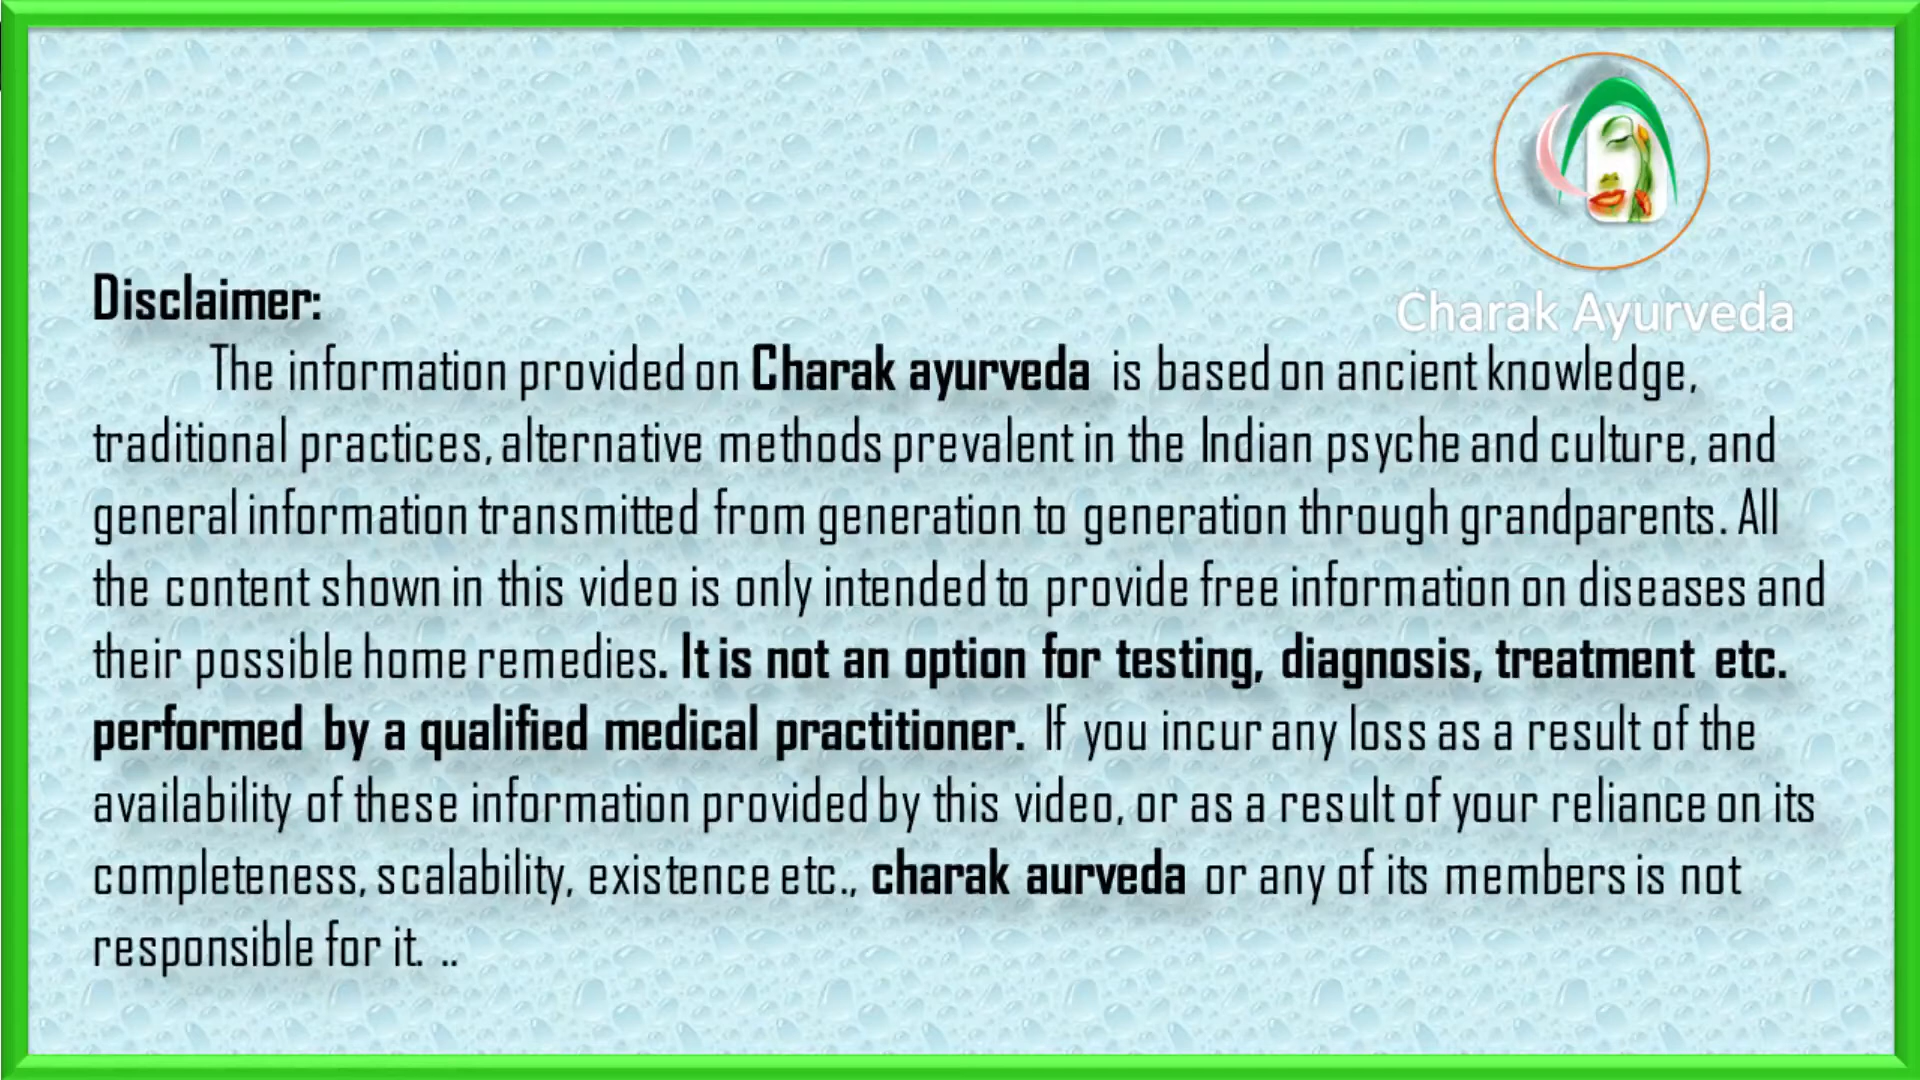 Charak Ayurveda
Disclaimer:
The information provided on Charak ayurveda is based on ancient knowledge,
traditional practices, alternative methods prevalent in the Indian psyche and culture, and
general information transmitted from generation to generation through grandparents. All
the content shown in this video is only intended to provide free information on diseases and
their possible home remedies. It is not an option for testing, diagnosis, treatment etc.
performed by a qualified medical practitioner. If you incur any loss as a result of the
availability of these information provided by this video, or as a result of your reliance on its
completeness, scalability, existence etc., charak aurveda or any of its members is not
responsible for it. ..